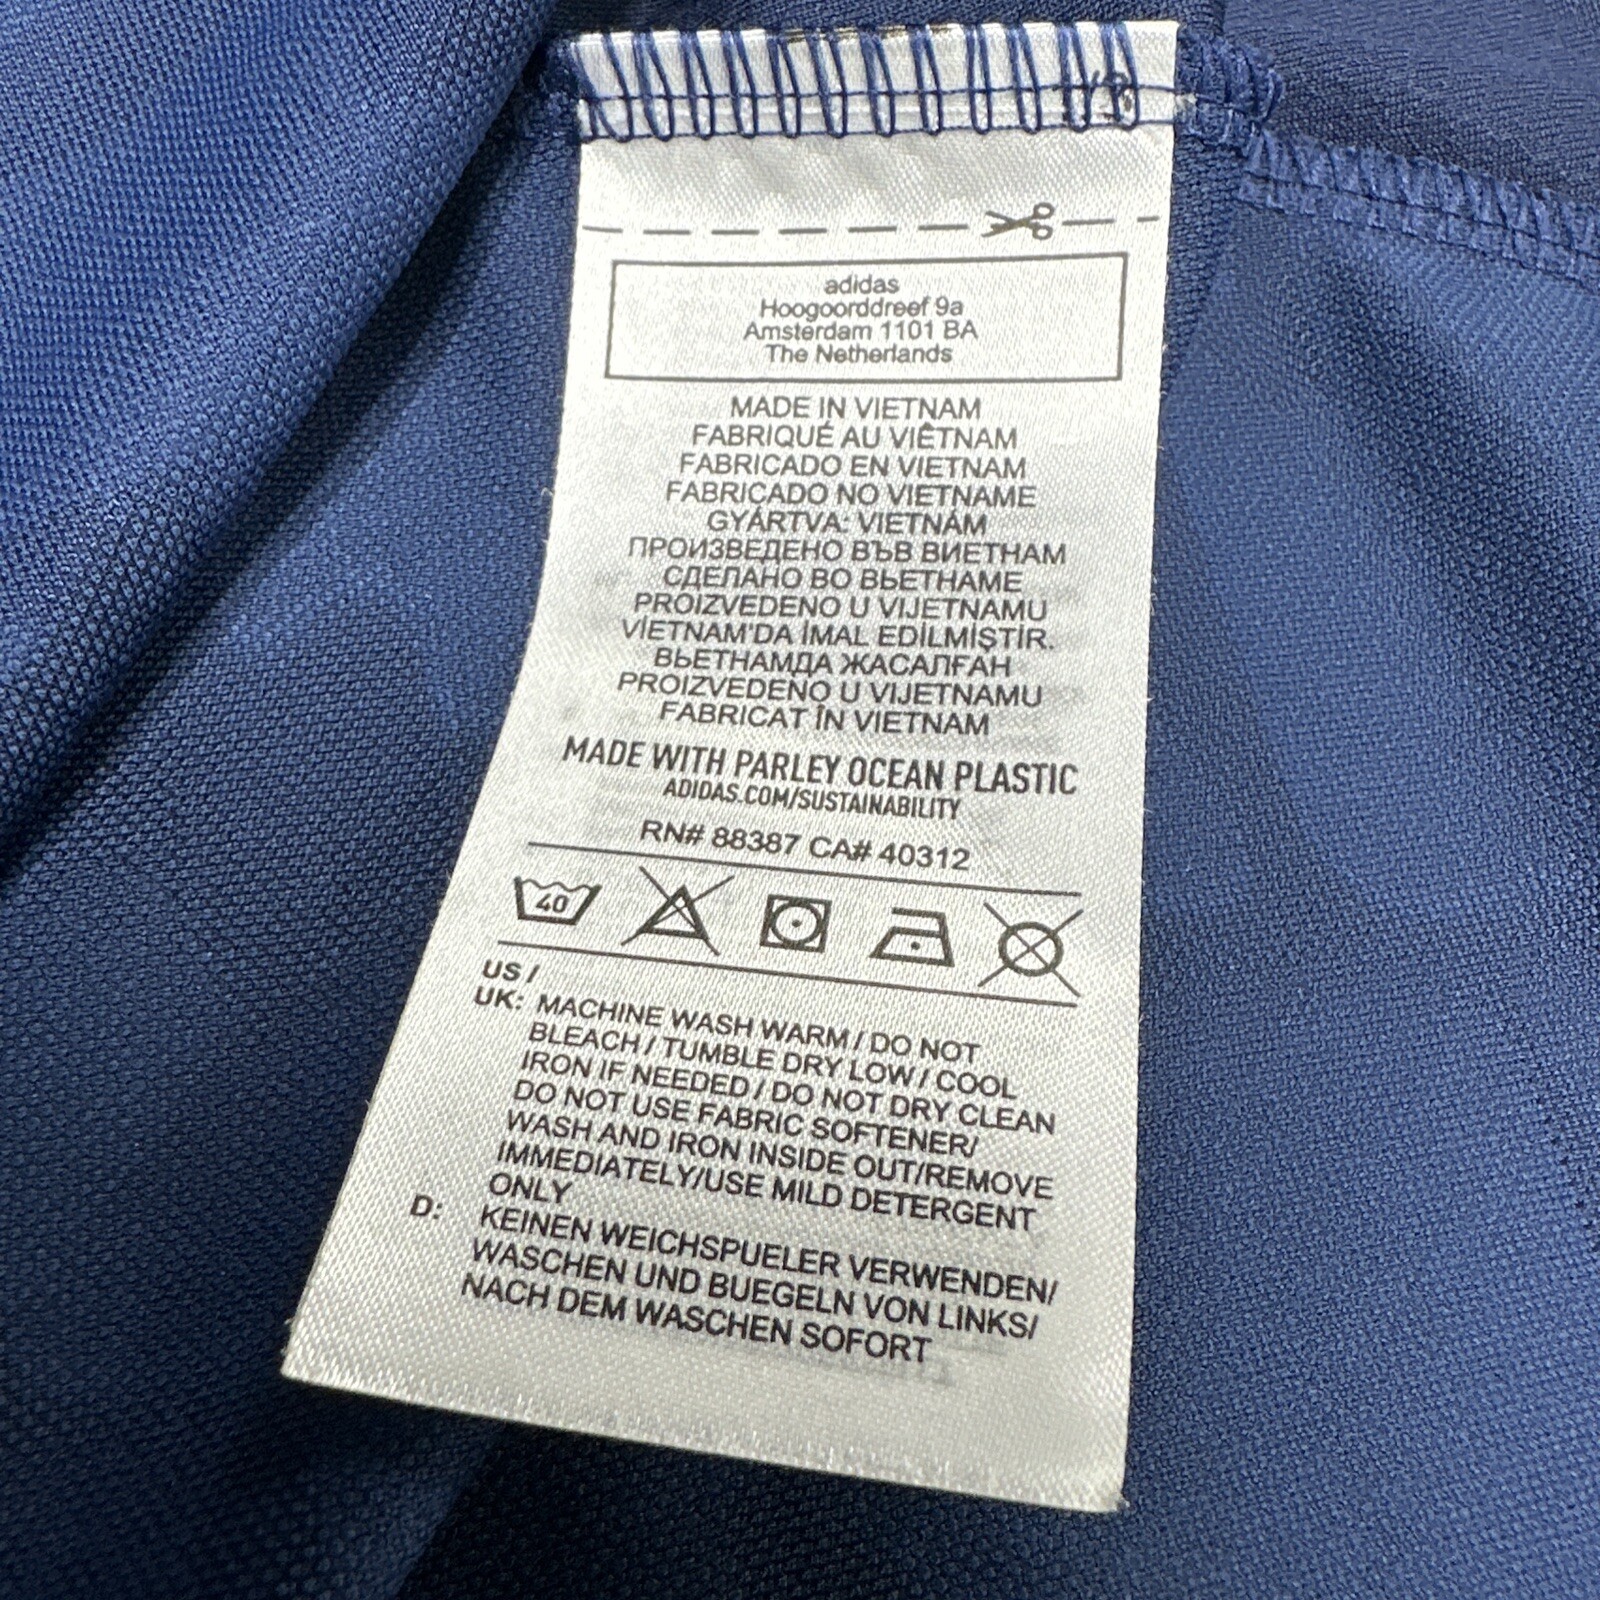 adidas
Hoogoorddreef 9a
Amsterdam 1101 BA
The Netherlands
MADE IN VIETNAM
FABRIQUÉ AU VIÊTNAM
FABRICADO EN VIETNAM
FABRICADO NO VIETNAME
GYÁRTVA: VIETNÁM
ПРОИЗВЕДЕНО ВЪВ ВИЕТНАМ
СДЕЛАНО ВО ВЬЕТНАМЕ
PROIZVEDENO U VIJETNAMU
VİETNAM'DA İMAL EDİLMİŞTİR.
ВЬЕТНАМДА ЖАСАЛҒАН
PROIZVEDENO U VIJETNAMU
FABRICAT ÎN VIETNAM
MADE WITH PARLEY OCEAN PLASTIC
ADIDAS.COM/SUSTAINABILITY
RN# 88387 CA# 40312
40
US /
UK: MACHINE WASH WARM / DO NOT
BLEACH / TUMBLE DRY LOW / COOL
IRON IF NEEDED / DO NOT DRY CLEAN
DO NOT USE FABRIC SOFTENER/
WASH AND IRON INSIDE OUT/REMOVE
IMMEDIATELY/USE MILD DETERGENT
ONLY
D: KEINEN WEICHSPUELER VERWENDEN/
WASCHEN UND BUEGELN VON LINKS/
NACH DEM WASCHEN SOFORT